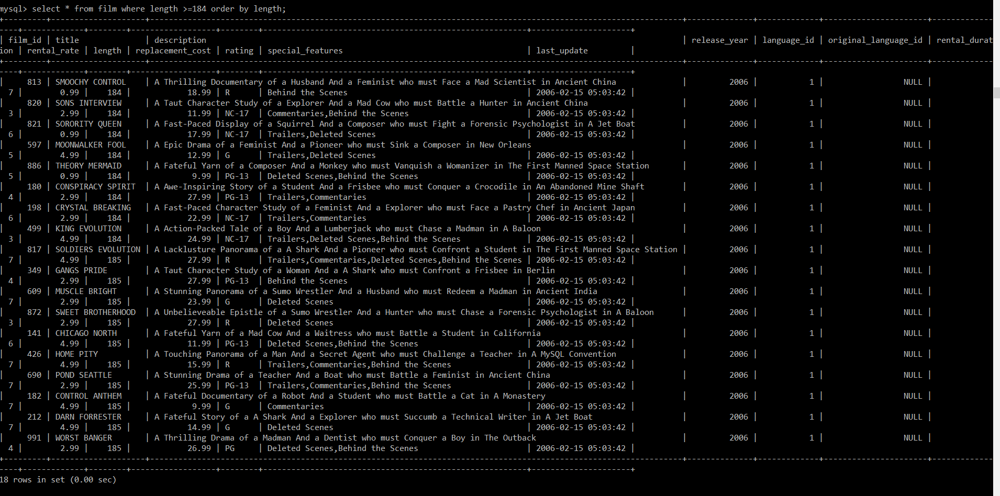 mysql> select * from film where length >=184 order by length;
+---------+---------------------+------------------------------------------------------------------------------------------------------------------+--------------+-------------+----------------------+-------------
----+-------------+--------+------------------+--------+--------------------------------------------------------+---------------------+
| film_id | title | description | release_year | language_id | original_language_id | rental_durat
ion | rental_rate | length | replacement_cost | rating | special_features | last_update |
+---------+---------------------+------------------------------------------------------------------------------------------------------------------+--------------+-------------+----------------------+-------------
----+-------------+--------+------------------+--------+--------------------------------------------------------+---------------------+
| 813 | SMOOCHY CONTROL | A Thrilling Documentary of a Husband And a Feminist who must Face a Mad Scientist in Ancient China | 2006 | 1 | NULL |
7 | 0.99 | 184 | 18.99 | R | Behind the Scenes | 2006-02-15 05:03:42 |
| 820 | SONS INTERVIEW | A Taut Character Study of a Explorer And a Mad Cow who must Battle a Hunter in Ancient China | 2006 | 1 | NULL |
3 | 2.99 | 184 | 11.99 | NC-17 | Commentaries,Behind the Scenes | 2006-02-15 05:03:42 |
| 821 | SORORITY QUEEN | A Fast-Paced Display of a Squirrel And a Composer who must Fight a Forensic Psychologist in A Jet Boat | 2006 | 1 | NULL |
6 | 0.99 | 184 | 17.99 | NC-17 | Trailers,Deleted Scenes | 2006-02-15 05:03:42 |
| 597 | MOONWALKER FOOL | A Epic Drama of a Feminist And a Pioneer who must Sink a Composer in New Orleans | 2006 | 1 | NULL |
5 | 4.99 | 184 | 12.99 | G | Trailers,Deleted Scenes | 2006-02-15 05:03:42 |
| 886 | THEORY MERMAID | A Fateful Yarn of a Composer And a Monkey who must Vanquish a Womanizer in The First Manned Space Station | 2006 | 1 | NULL |
5 | 0.99 | 184 | 9.99 | PG-13 | Deleted Scenes,Behind the Scenes | 2006-02-15 05:03:42 |
| 180 | CONSPIRACY SPIRIT | A Awe-Inspiring Story of a Student And a Frisbee who must Conquer a Crocodile in An Abandoned Mine Shaft | 2006 | 1 | NULL |
4 | 2.99 | 184 | 27.99 | PG-13 | Trailers,Commentaries | 2006-02-15 05:03:42 |
| 198 | CRYSTAL BREAKING | A Fast-Paced Character Study of a Feminist And a Explorer who must Face a Pastry Chef in Ancient Japan | 2006 | 1 | NULL |
6 | 2.99 | 184 | 22.99 | NC-17 | Trailers,Commentaries | 2006-02-15 05:03:42 |
| 499 | KING EVOLUTION | A Action-Packed Tale of a Boy And a Lumberjack who must Chase a Madman in A Baloon | 2006 | 1 | NULL |
3 | 4.99 | 184 | 24.99 | NC-17 | Trailers,Deleted Scenes,Behind the Scenes | 2006-02-15 05:03:42 |
| 817 | SOLDIERS EVOLUTION | A Lacklusture Panorama of a A Shark And a Pioneer who must Confront a Student in The First Manned Space Station | 2006 | 1 | NULL |
7 | 4.99 | 185 | 27.99 | R | Trailers,Commentaries,Deleted Scenes,Behind the Scenes | 2006-02-15 05:03:42 |
| 349 | GANGS PRIDE | A Taut Character Study of a Woman And a A Shark who must Confront a Frisbee in Berlin | 2006 | 1 | NULL |
4 | 2.99 | 185 | 27.99 | PG-13 | Behind the Scenes | 2006-02-15 05:03:42 |
| 609 | MUSCLE BRIGHT | A Stunning Panorama of a Sumo Wrestler And a Husband who must Redeem a Madman in Ancient India | 2006 | 1 | NULL |
7 | 2.99 | 185 | 23.99 | G | Deleted Scenes | 2006-02-15 05:03:42 |
| 872 | SWEET BROTHERHOOD | A Unbelieveable Epistle of a Sumo Wrestler And a Hunter who must Chase a Forensic Psychologist in A Baloon | 2006 | 1 | NULL |
3 | 2.99 | 185 | 27.99 | R | Deleted Scenes | 2006-02-15 05:03:42 |
| 141 | CHICAGO NORTH | A Fateful Yarn of a Mad Cow And a Waitress who must Battle a Student in California | 2006 | 1 | NULL |
6 | 4.99 | 185 | 11.99 | PG-13 | Deleted Scenes,Behind the Scenes | 2006-02-15 05:03:42 |
| 426 | HOME PITY | A Touching Panorama of a Man And a Secret Agent who must Challenge a Teacher in A MySQL Convention | 2006 | 1 | NULL |
7 | 4.99 | 185 | 15.99 | R | Trailers,Commentaries,Behind the Scenes | 2006-02-15 05:03:42 |
| 690 | POND SEATTLE | A Stunning Drama of a Teacher And a Boat who must Battle a Feminist in Ancient China | 2006 | 1 | NULL |
7 | 2.99 | 185 | 25.99 | PG-13 | Trailers,Commentaries,Behind the Scenes | 2006-02-15 05:03:42 |
| 182 | CONTROL ANTHEM | A Fateful Documentary of a Robot And a Student who must Battle a Cat in A Monastery | 2006 | 1 | NULL |
7 | 4.99 | 185 | 9.99 | G | Commentaries | 2006-02-15 05:03:42 |
| 212 | DARN FORRESTER | A Fateful Story of a A Shark And a Explorer who must Succumb a Technical Writer in A Jet Boat | 2006 | 1 | NULL |
7 | 4.99 | 185 | 14.99 | G | Deleted Scenes | 2006-02-15 05:03:42 |
| 991 | WORST BANGER | A Thrilling Drama of a Madman And a Dentist who must Conquer a Boy in The Outback | 2006 | 1 | NULL |
4 | 2.99 | 185 | 26.99 | PG | Deleted Scenes,Behind the Scenes | 2006-02-15 05:03:42 |
+---------+---------------------+------------------------------------------------------------------------------------------------------------------+--------------+-------------+----------------------+-------------
----+-------------+--------+------------------+--------+--------------------------------------------------------+---------------------+
18 rows in set (0.00 sec)